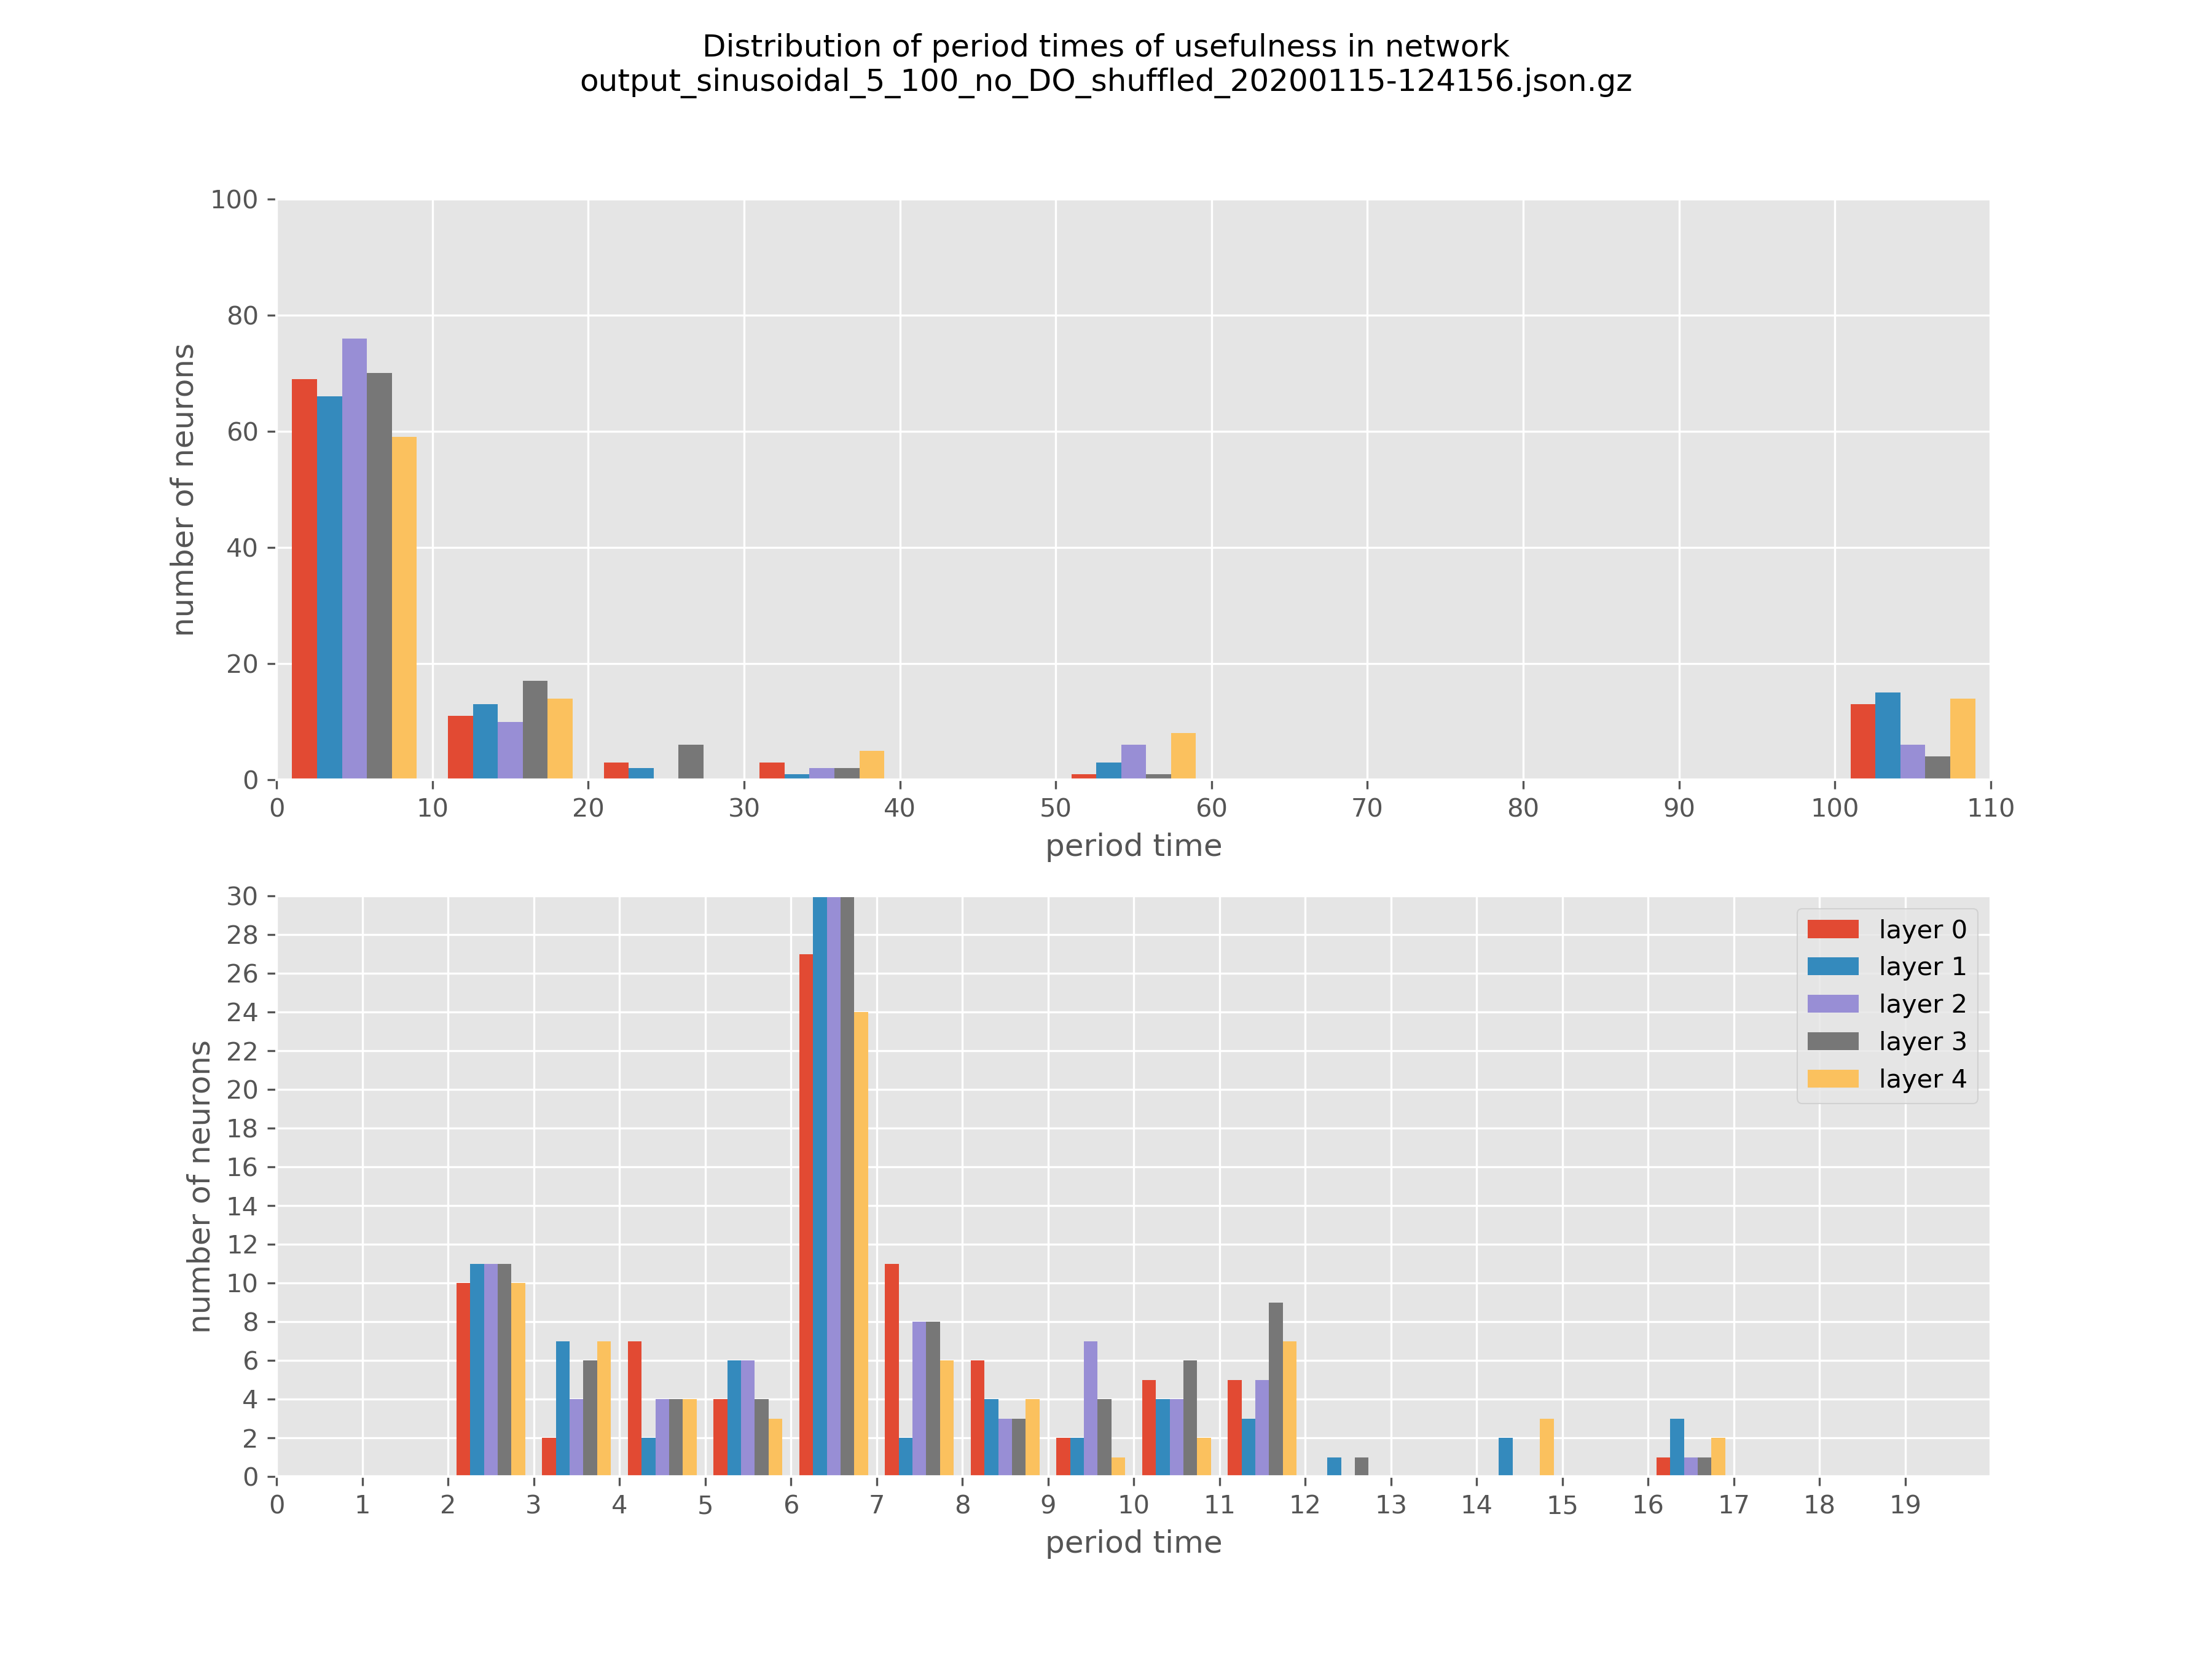 Distribution of period times of usefulness in network
output_sinusoidal_5_100_no_DO_shuffled_20200115-124156.json.gz
100
80
60
40
20
0
number of neurons
0 10 20 30 40 50 60 70 80 90 100 110
period time
30
28
26
24
22
20
18
16
14
12
10
8
6
4
2
0
number of neurons
layer 0
layer 1
layer 2
layer 3
layer 4
0 1 2 3 4 5 6 7 8 9 10 11 12 13 14 15 16 17 18 19
period time